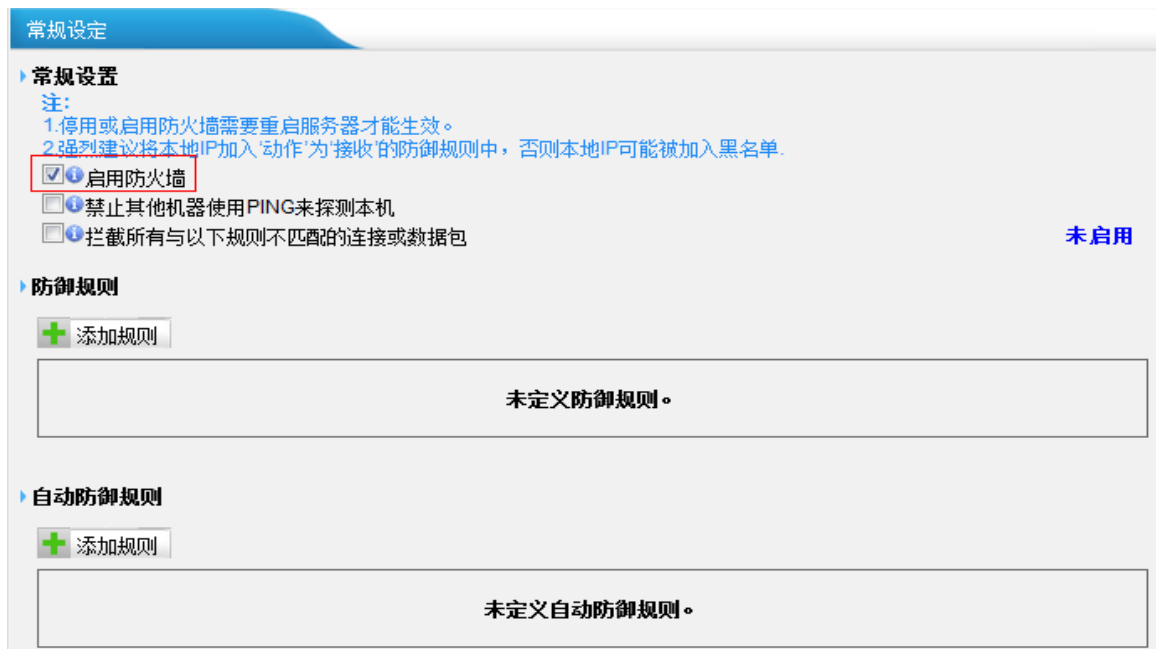 常规设定
常规设置
注:
1.停用或启用防火墙需要重启服务器才能生效。
2.强烈建议将本地IP加入'动作'为'接收'的防御规则中，否则本地IP可能被加入黑名单.
启用防火墙
禁止其他机器使用PING来探测本机
拦截所有与以下规则不匹配的连接或数据包
未启用
防御规则
添加规则
未定义防御规则。
自动防御规则
添加规则
未定义自动防御规则。